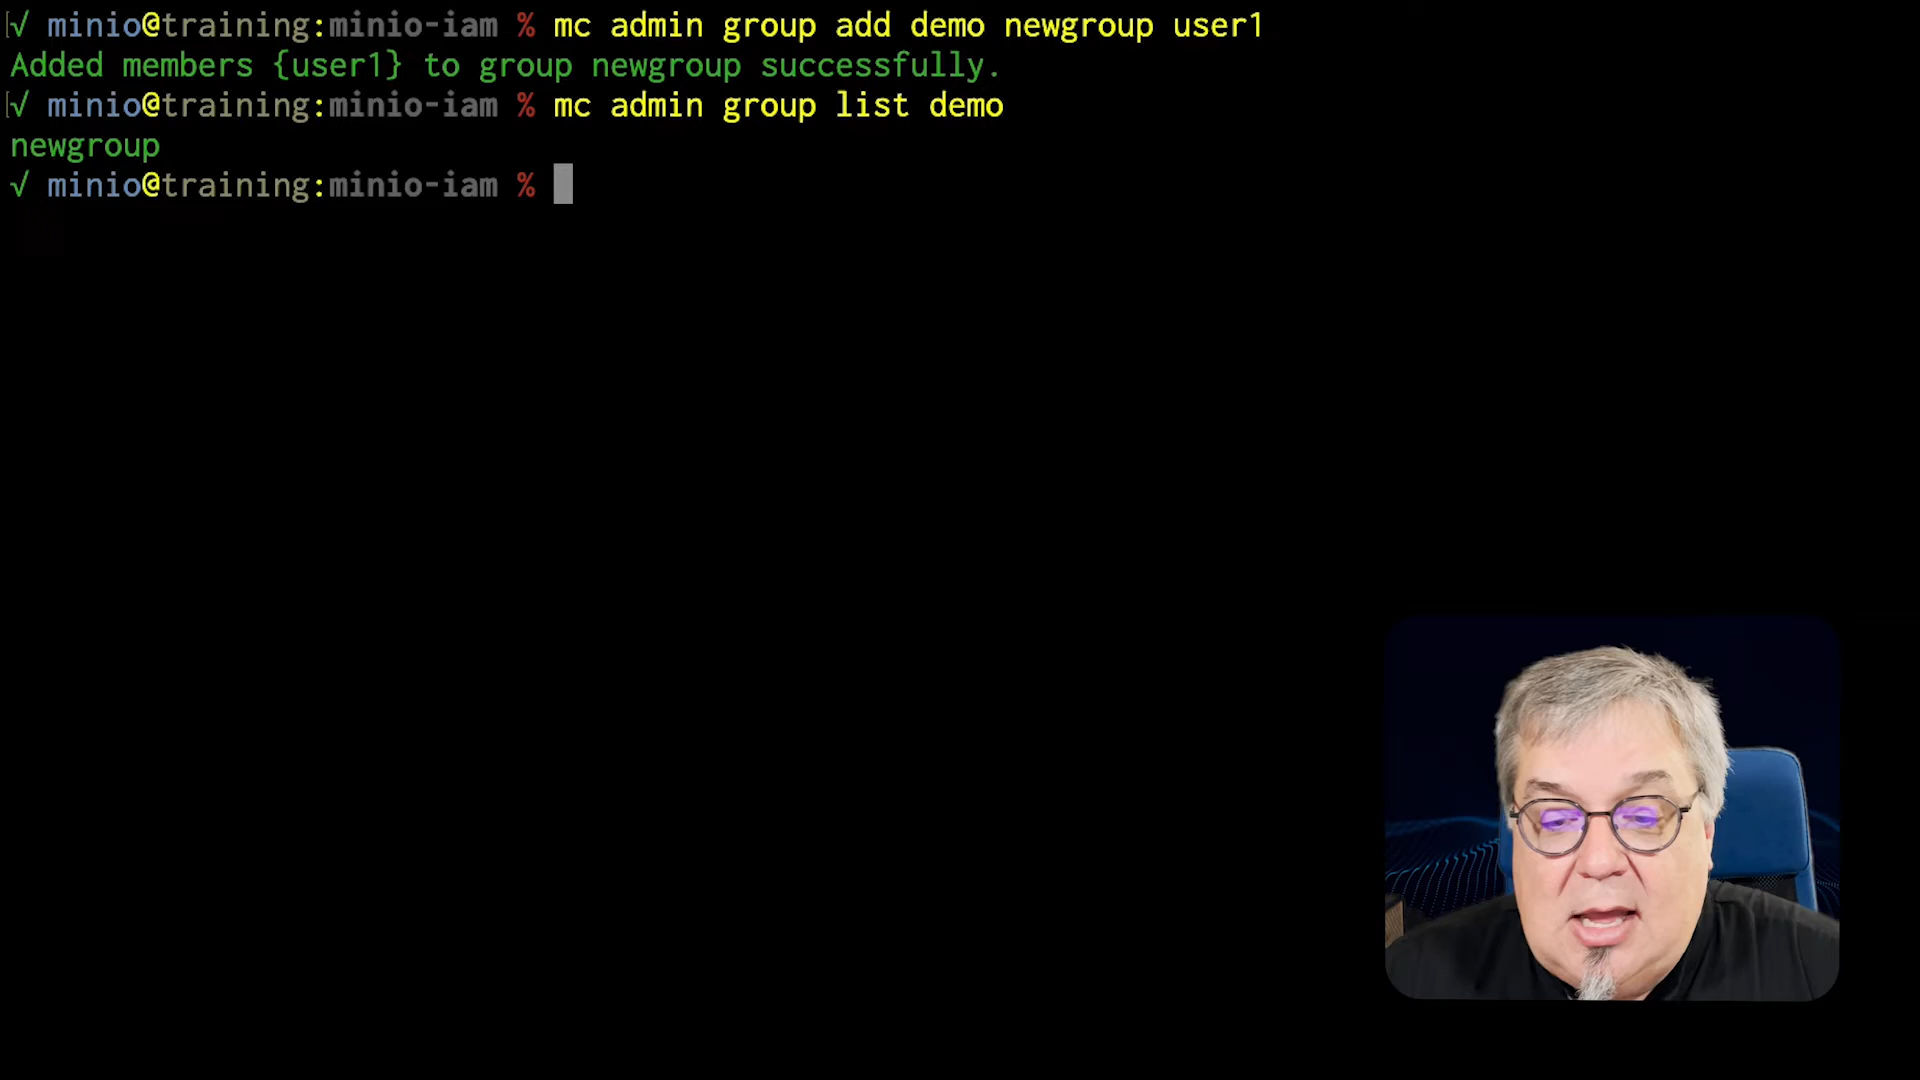 √ minio@training:minio-iam % mc admin group add demo newgroup user1
Added members {user1} to group newgroup successfully.
√ minio@training:minio-iam % mc admin group list demo
newgroup
√ minio@training:minio-iam %